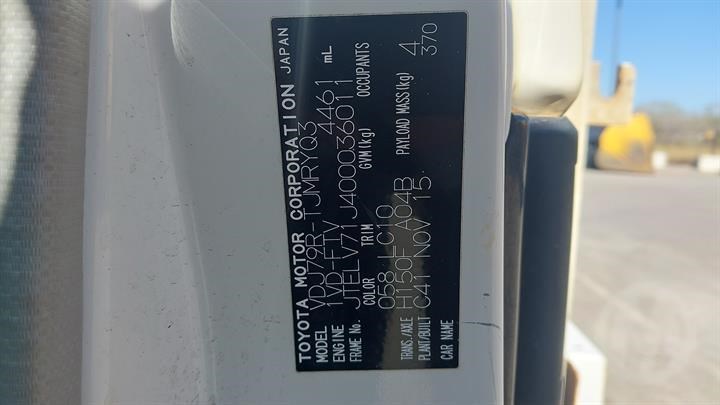 TOYOTA MOTOR CORPORATION JAPAN
MODEL VDJ79R-TJMRYQ3
ENGINE 1VD-FTV 4461 mL
FRAME No. JTELV71J400036011
COLOR TRIM GVM(kg) OCCUPANTS
058 LC10 4
TRANS./AXLE H150F A04B PAYLOAD MASS(kg) 370
PLANT/BUILT C41 NOV 15
CAR NAME